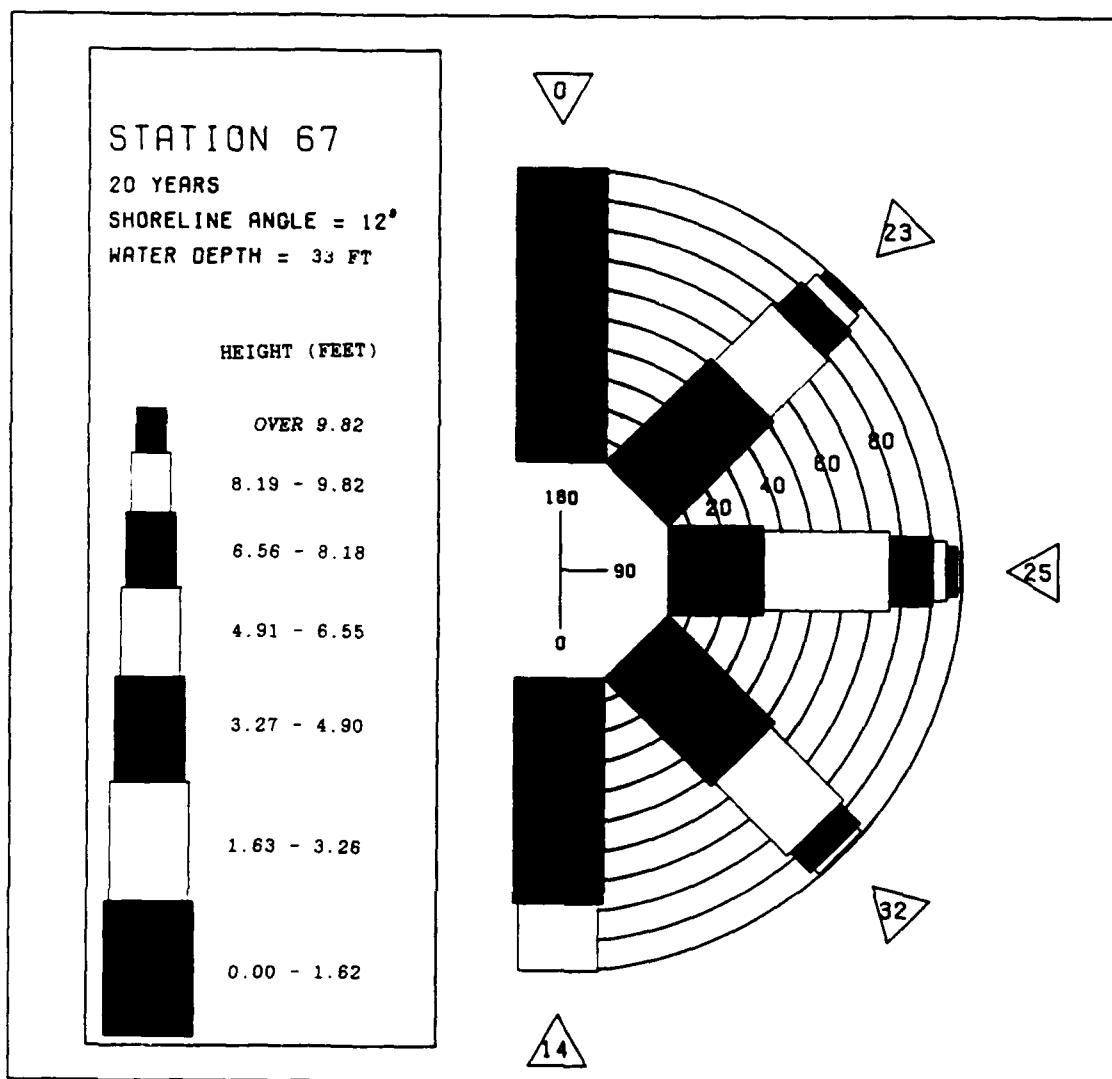 STATION 67
20 YEARS
SHORELINE ANGLE = 12°
WATER DEPTH = 33 FT
HEIGHT (FEET)
OVER 9.82
8.19 - 9.82
6.56 - 8.18
4.91 - 6.55
3.27 - 4.90
1.63 - 3.26
0.00 - 1.62
0
23
80
60
40
20
180
90
0
25
32
14